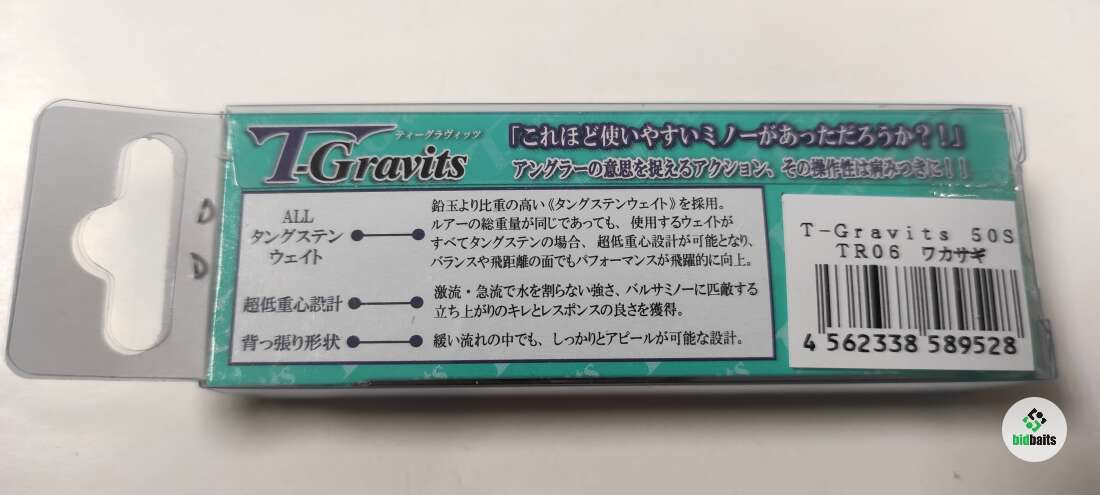 ティーグラヴィッツ
T-Gravits
「これほど使いやすいミノーがあっただろうか?!」
アングラーの意思を捉えるアクション、その操作性は病みつきに!!
ALL
タングステン
ウェイト
鉛玉より比重の高い《タングステンウェイト》を採用。
ルアーの総重量が同じであっても、使用するウェイトが
すべてタングステンの場合、超低重心設計が可能となり、
バランスや飛距離の面でもパフォーマンスが飛躍的に向上。
超低重心設計
激流・急流で水を割らない強さ、バルサミノーに匹敵する
立ち上がりのキレとレスポンスの良さを獲得。
背っ張り形状
緩い流れの中でも、しっかりとアピールが可能な設計。
T-Gravits 50S
TR06 ワカサギ
4 562338 589528
D
D
bidbaits